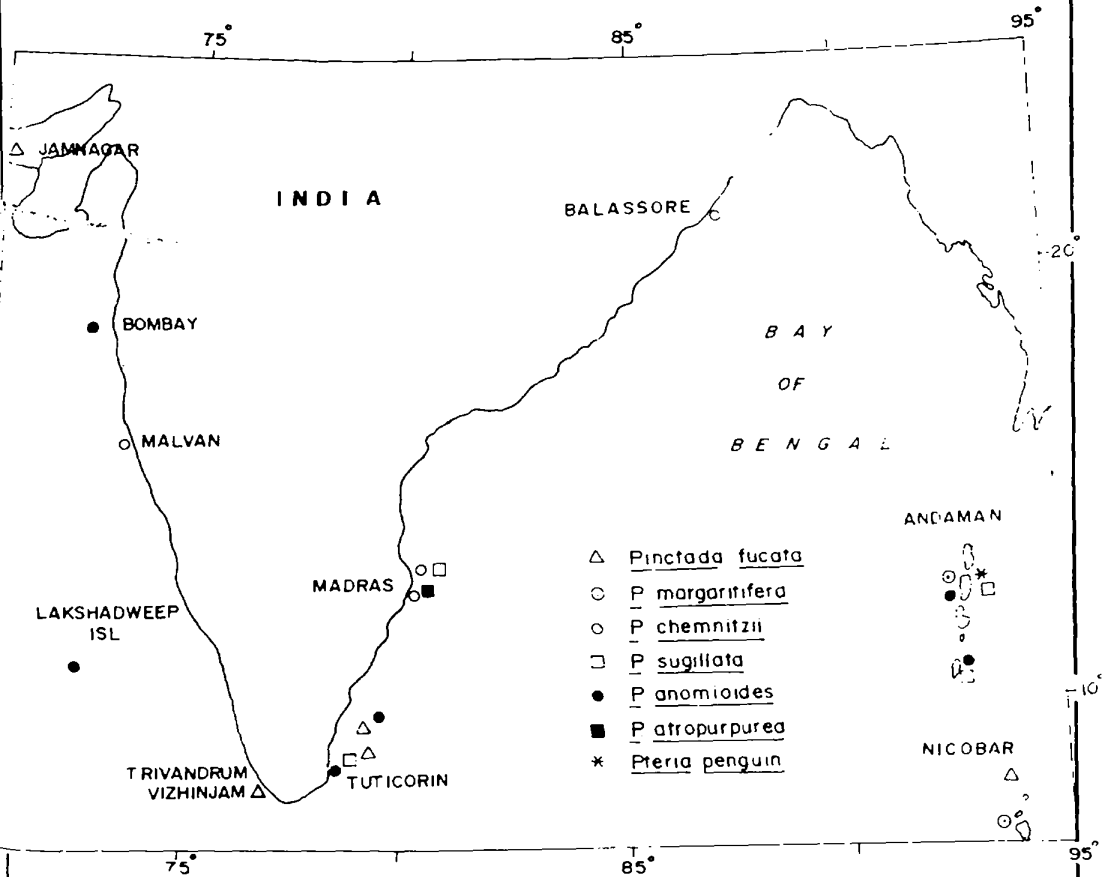 75°
85°
95°
JAMNAGAR
INDIA
BALASSORE
20°
BOMBAY
BAY
OF
BENGAL
MALVAN
ANDAMAN
MADRAS
LAKSHADWEEP
ISL
Pinctada fucata
P margaritifera
P chemnitzii
P sugillata
P anomioides
P atropurpurea
Pteria penguin
10°
NICOBAR
TRIVANDRUM
VIZHINJAM
TUTICORIN
75°
85°
95°